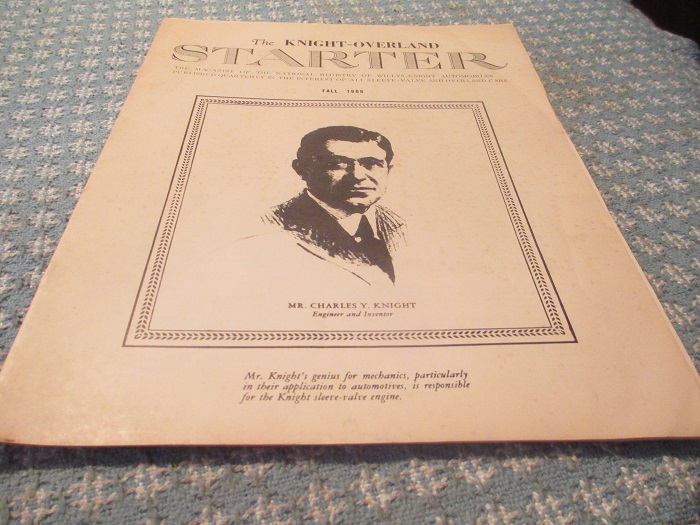 The KNIGHT-OVERLAND
STARTER
THE MAGAZINE OF THE NATIONAL REGISTRY OF WILLYS-KNIGHT AUTOMOBILES
PUBLISHED QUARTERLY IN THE INTEREST OF ALL SLEEVE-VALVE AND OVERLAND CARS
FALL 1966
MR. CHARLES Y. KNIGHT
Engineer and Inventor
Mr. Knight's genius for mechanics, particularly
in their application to automotives, is responsible
for the Knight sleeve-valve engine.